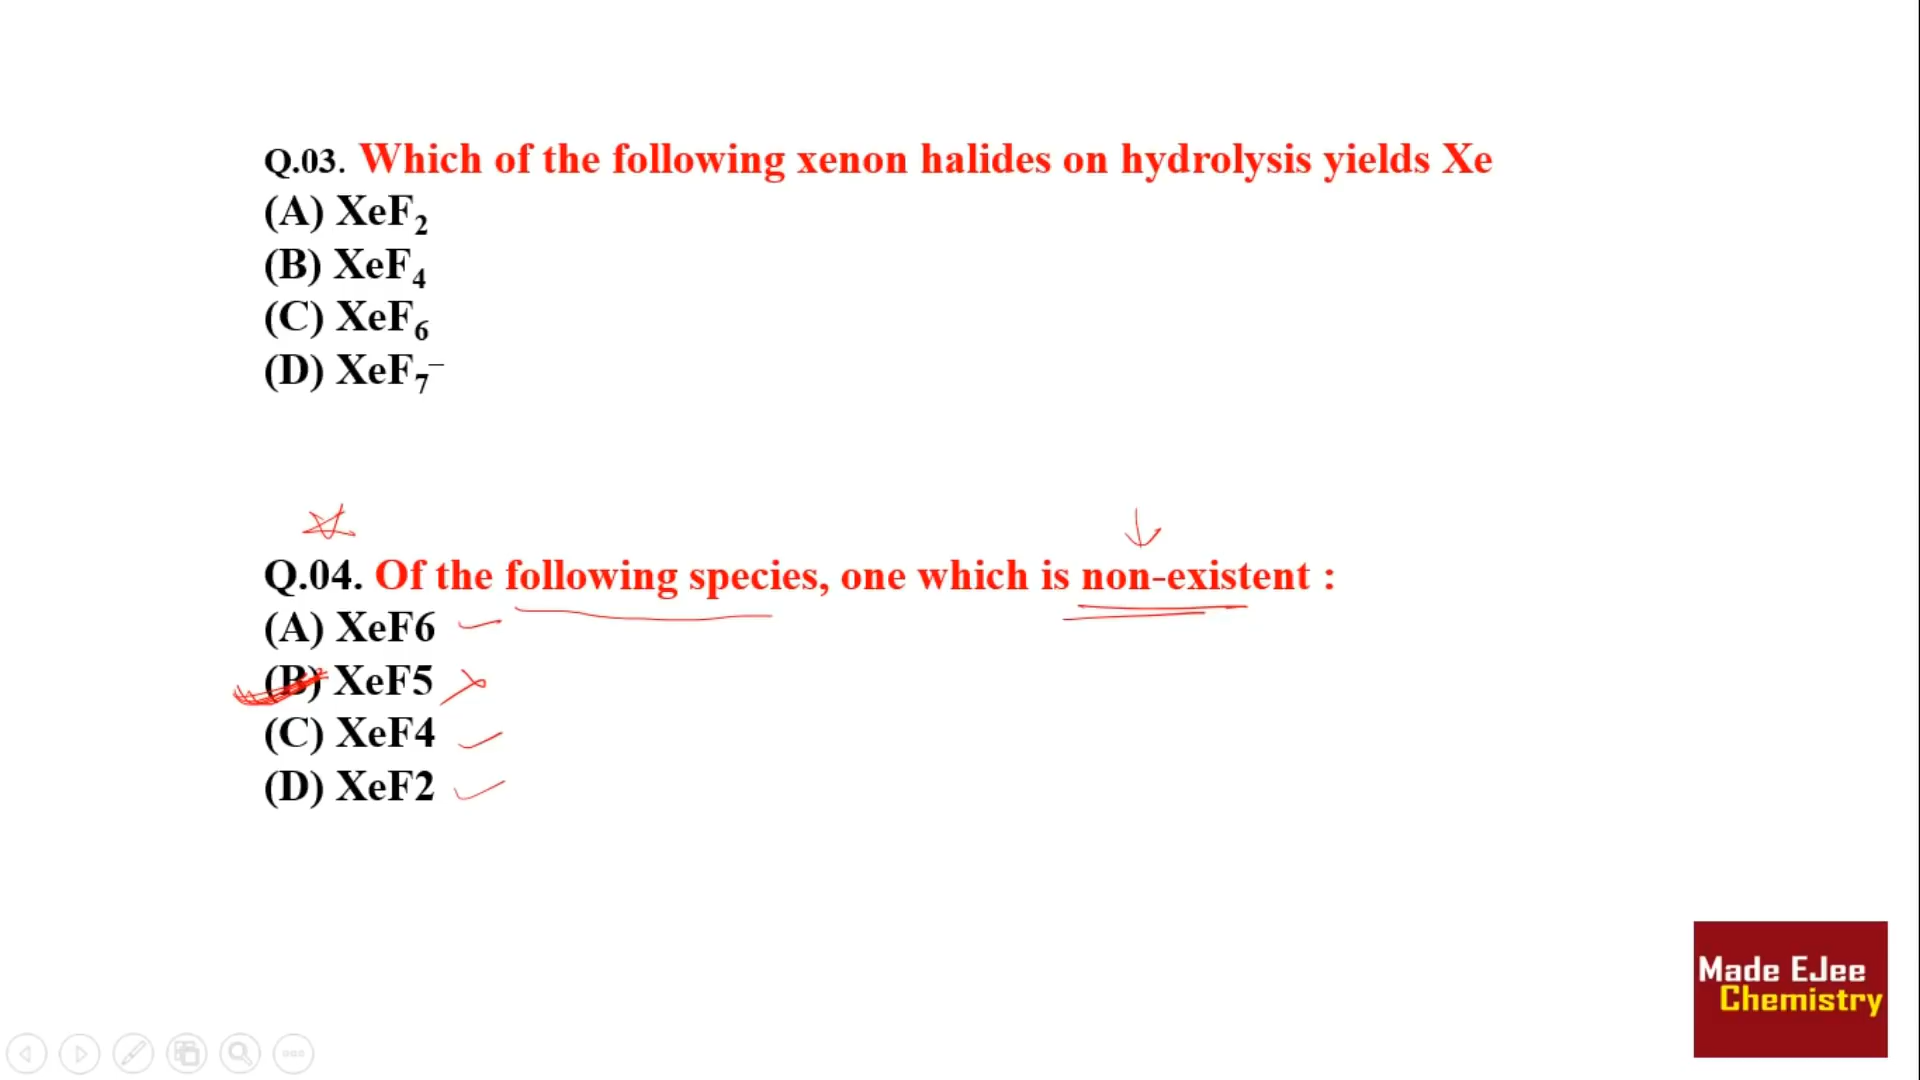 Q.03. Which of the following xenon halides on hydrolysis yields Xe
(A) XeF₂
(B) XeF₄
(C) XeF₆
(D) XeF₇⁻
Q.04. Of the following species, one which is non-existent :
(A) XeF6
(B) XeF5
(C) XeF4
(D) XeF2
Made EJee
Chemistry